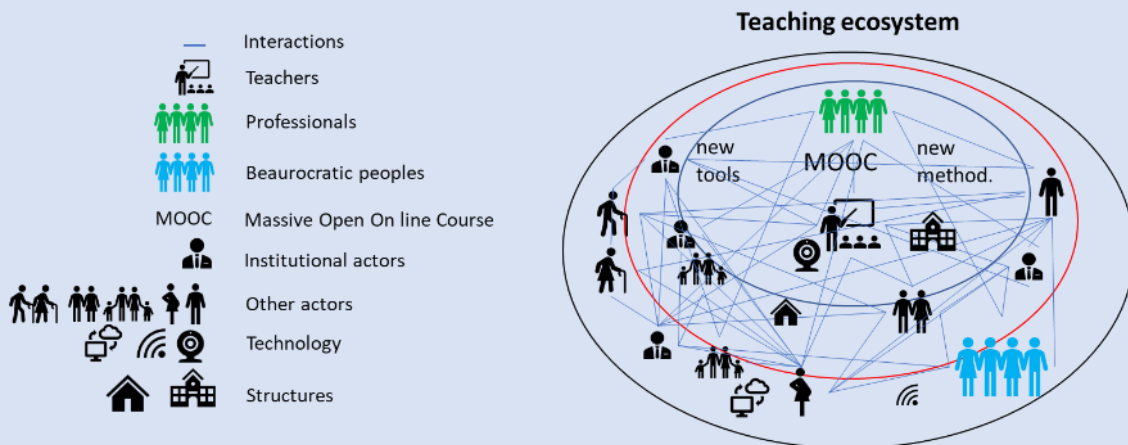 Interactions
Teachers
Professionals
Beaurocratic peoples
MOOC Massive Open On line Course
Institutional actors
Other actors
Technology
Structures
Teaching ecosystem
new
tools
MOOC
new
method.